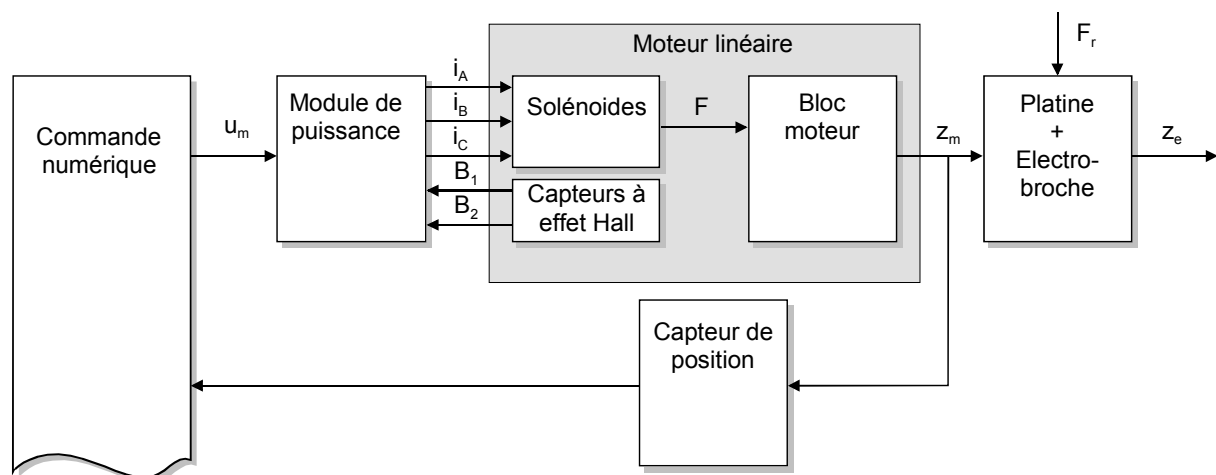 Moteur linéaire
F_r
Commande
numérique
u_m
Module de
puissance
i_A
i_B
i_C
B_1
B_2
Solénoides
Capteurs à
effet Hall
F
Bloc
moteur
z_m
Platine
+
Electro-
broche
z_e
Capteur de
position